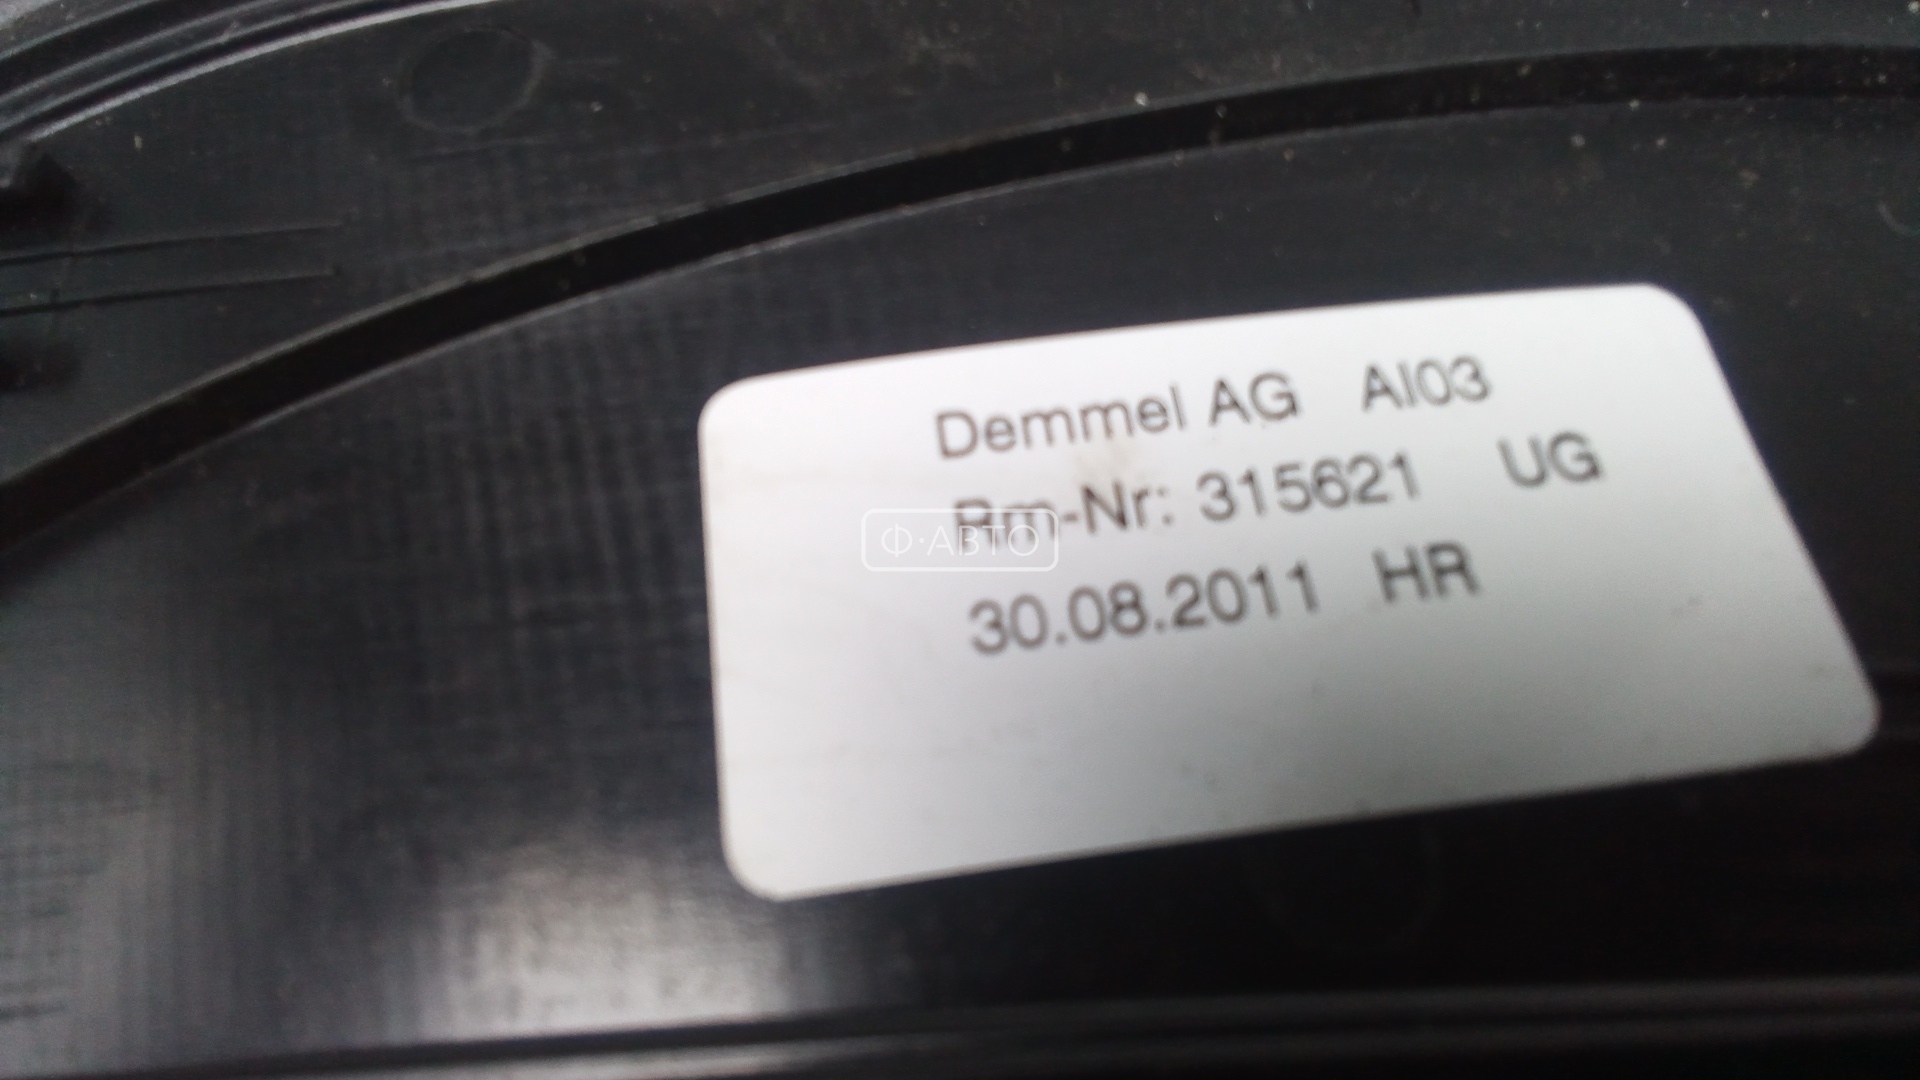 Demmel AG AI03
Rm-Nr: 315621 UG
Ф·АВТО
30.08.2011 HR